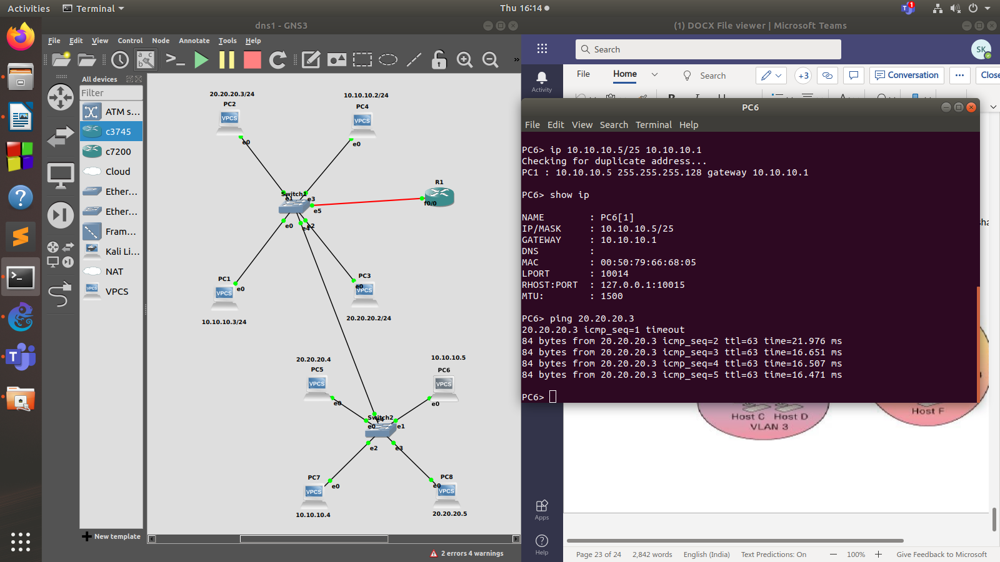 Activities
Terminal
Thu 16:14
1
dns1 - GNS3
File Edit View Control Node Annotate Tools Help
All devices
Filter
ATM s...
c3745
c7200
Cloud
Ether...
Ether...
Fram...
Kali Li...
NAT
VPCS
New template
20.20.20.3/24
PC2
VPCS
e0
10.10.10.2/24
PC4
VPCS
e0
R1
f0/0
Switch1
e1
e3
e5
e0
e4
e2
PC1
e0
VPCS
10.10.10.3/24
PC3
e0
VPCS
20.20.20.2/24
20.20.20.4
PC5
VPCS
e0
10.10.10.5
PC6
VPCS
e0
Switch2
e4
e0
e1
e2
e3
PC7
e0
VPCS
10.10.10.4
PC8
e0
VPCS
20.20.20.5
2 errors 4 warnings
(1) DOCX File viewer | Microsoft Teams
Search
SK
Activity
File Home Search +3 Conversation ... Close
PC6
File Edit View Search Terminal Help
PC6> ip 10.10.10.5/25 10.10.10.1
Checking for duplicate address...
PC1 : 10.10.10.5 255.255.255.128 gateway 10.10.10.1
PC6> show ip
NAME : PC6[1]
IP/MASK : 10.10.10.5/25
GATEWAY : 10.10.10.1
DNS :
MAC : 00:50:79:66:68:05
LPORT : 10014
RHOST:PORT : 127.0.0.1:10015
MTU: : 1500
PC6> ping 20.20.20.3
20.20.20.3 icmp_seq=1 timeout
84 bytes from 20.20.20.3 icmp_seq=2 ttl=63 time=21.976 ms
84 bytes from 20.20.20.3 icmp_seq=3 ttl=63 time=16.651 ms
84 bytes from 20.20.20.3 icmp_seq=4 ttl=63 time=16.507 ms
84 bytes from 20.20.20.3 icmp_seq=5 ttl=63 time=16.471 ms
PC6>
Host C Host D
VLAN 3
Host F
Apps
Help
Page 23 of 24 2,842 words English (India) Text Predictions: On 100% Give Feedback to Microsoft